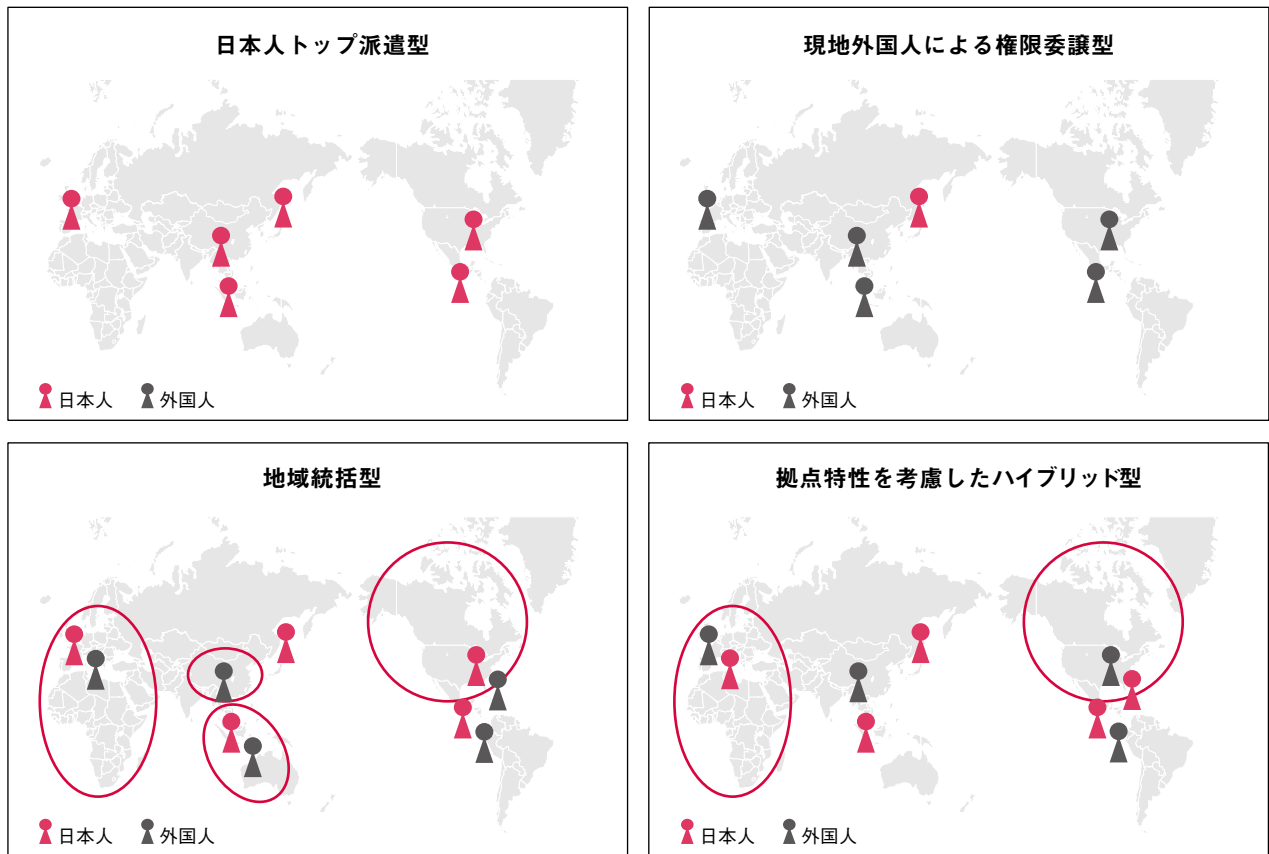 日本人トップ派遣型
日本人 外国人
現地外国人による権限委譲型
日本人 外国人
地域統括型
日本人 外国人
拠点特性を考慮したハイブリッド型
日本人 外国人